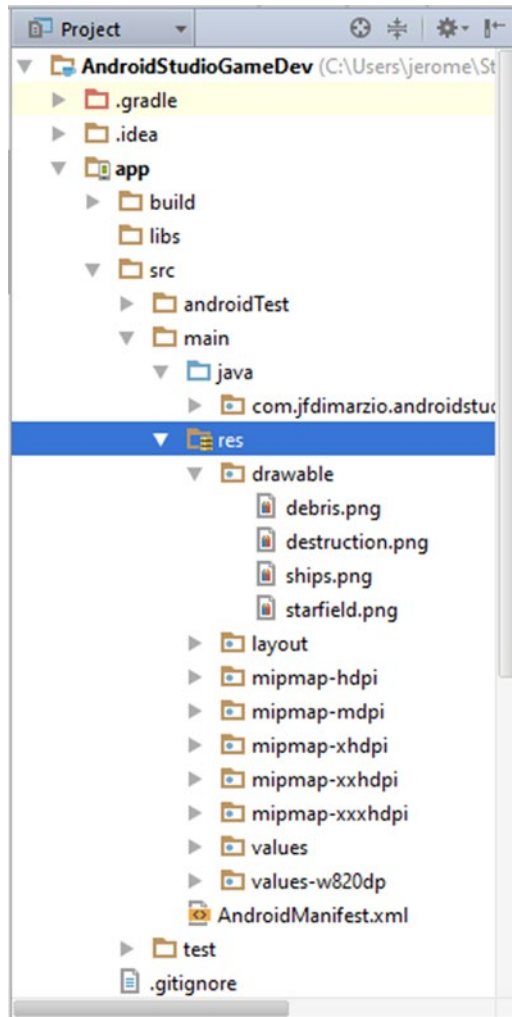 Project
AndroidStudioGameDev (C:\Users\jerome\St
.gradle
.idea
app
build
libs
src
androidTest
main
java
com.jfdimarzio.androidstud
res
drawable
debris.png
destruction.png
ships.png
starfield.png
layout
mipmap-hdpi
mipmap-mdpi
mipmap-xhdpi
mipmap-xxhdpi
mipmap-xxxhdpi
values
values-w820dp
AndroidManifest.xml
test
.gitignore